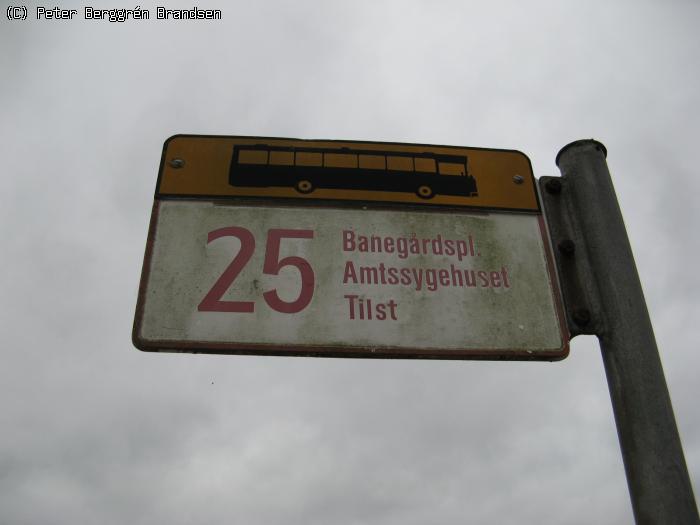 (C) Peter Berggrén Brandsen
25
Banegårdspl.
Amtssygehuset
Tilst